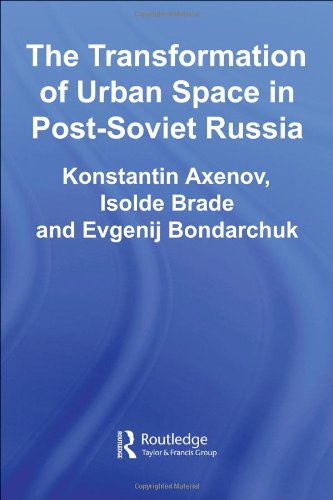 The Transformation
of Urban Space in
Post-Soviet Russia
Konstantin Axenov,
Isolde Brade
and Evgenij Bondarchuk
ROUTLEDGE
Routledge
Taylor & Francis Group